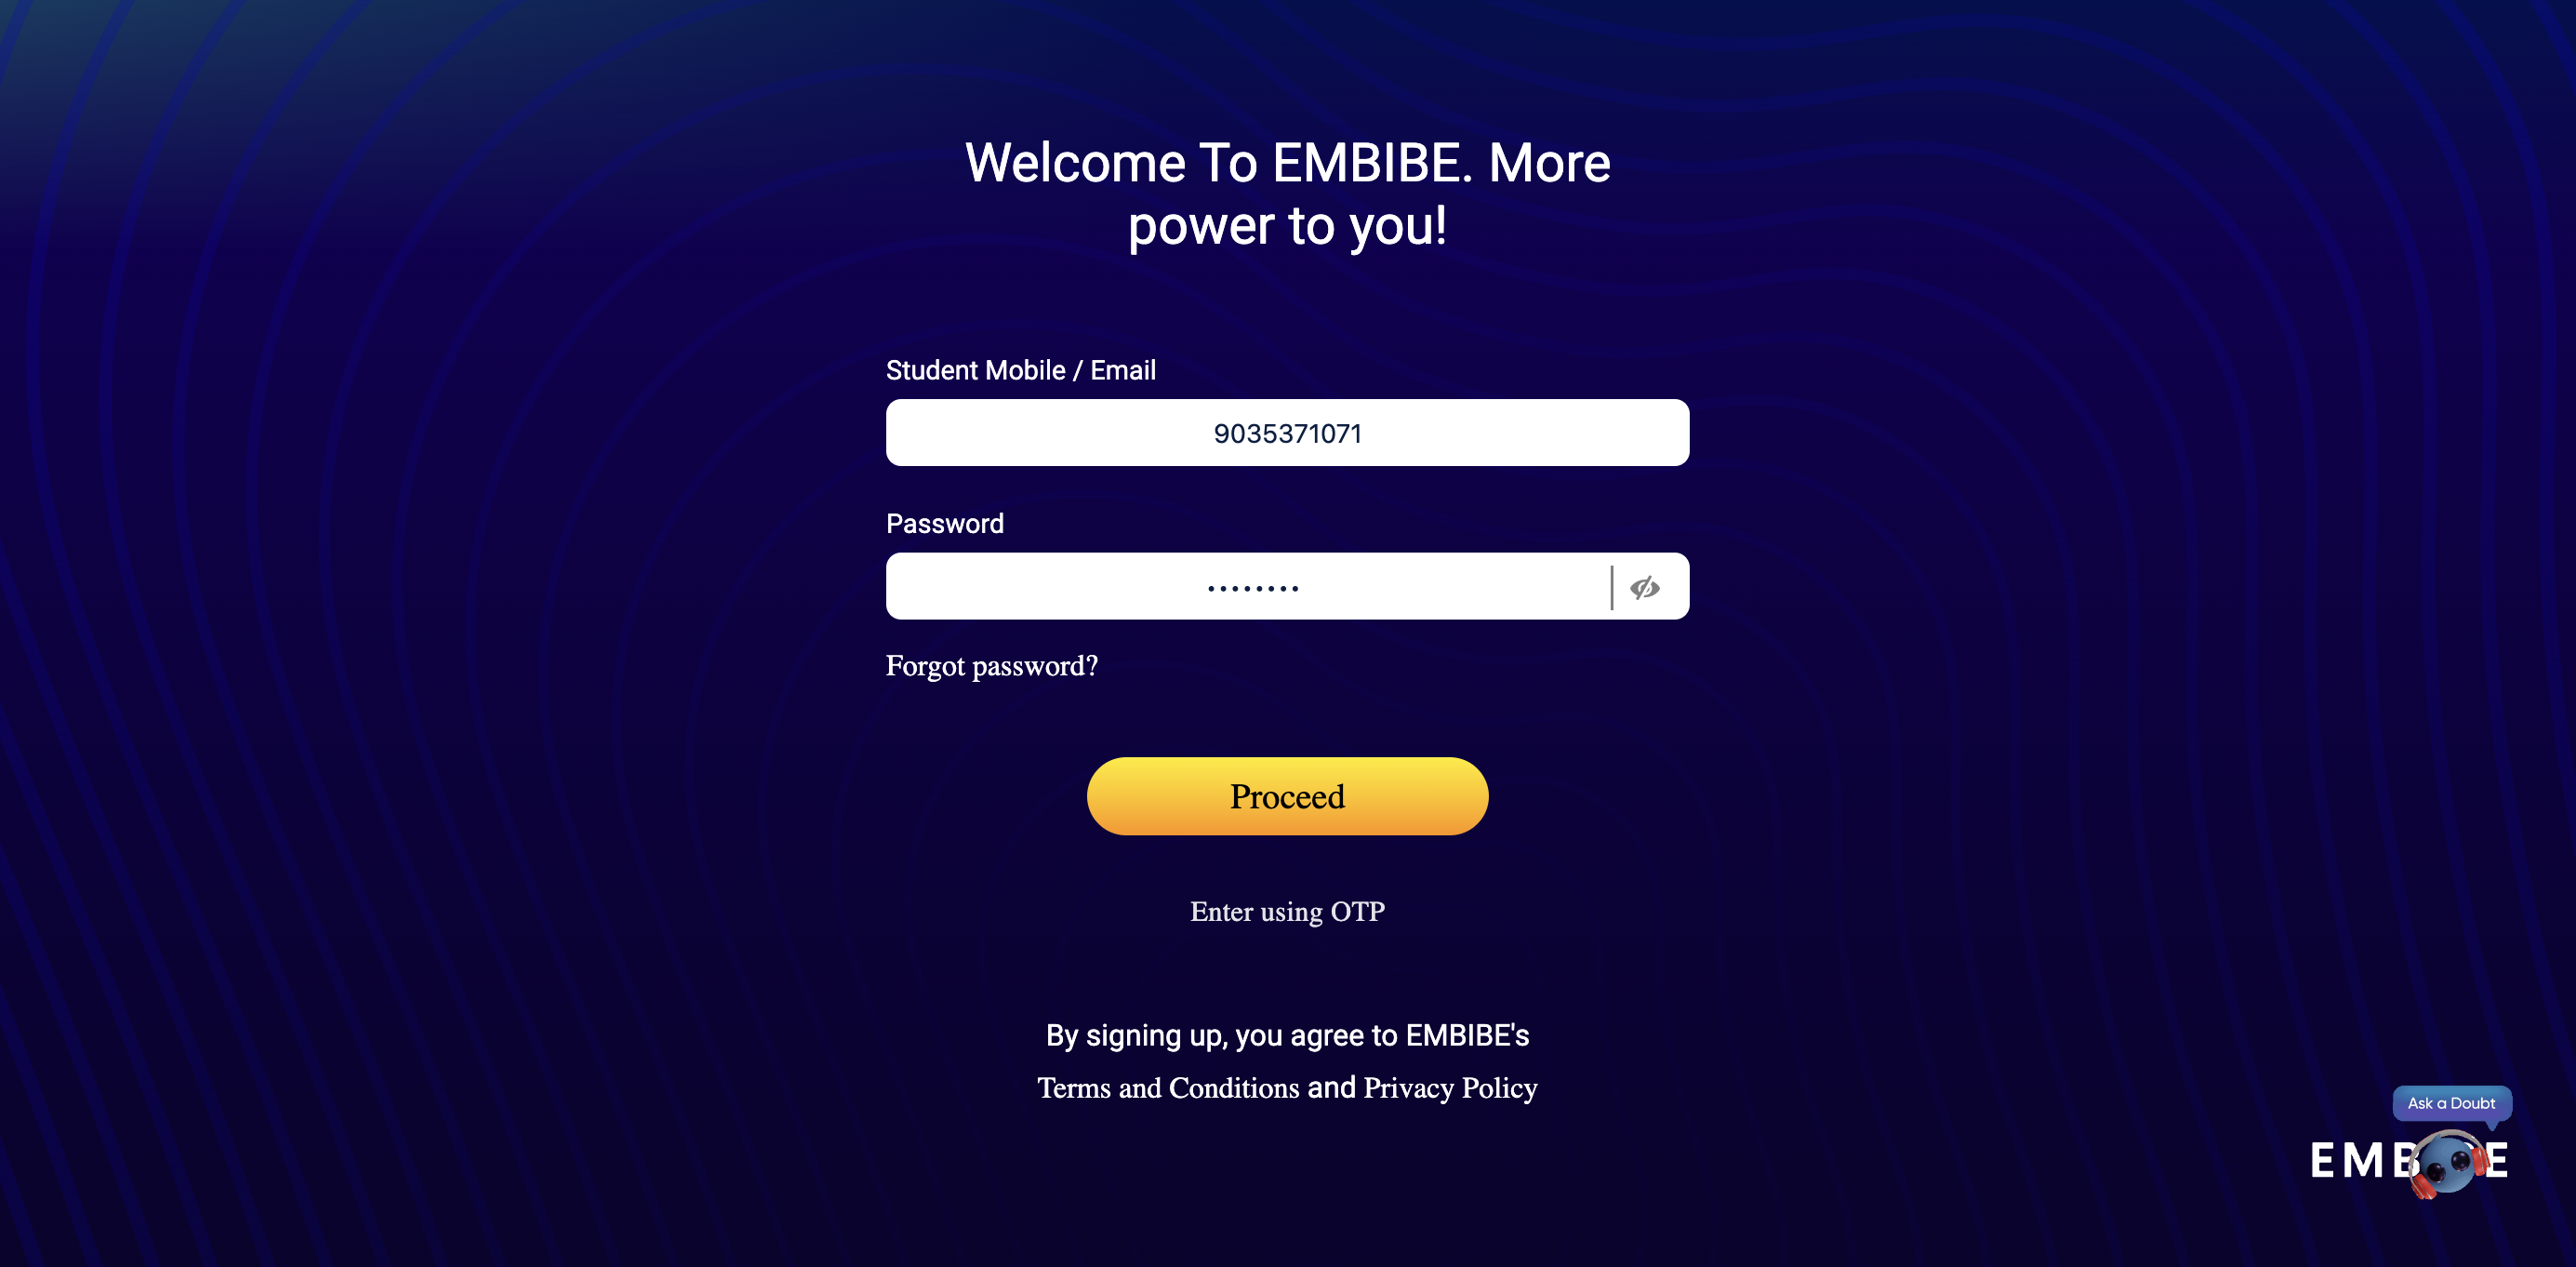 Welcome To EMBIBE. More
power to you!
Student Mobile / Email
9035371071
Password
••••••••
Forgot password?
Proceed
Enter using OTP
By signing up, you agree to EMBIBE's
Terms and Conditions and Privacy Policy
Ask a Doubt
EMB E